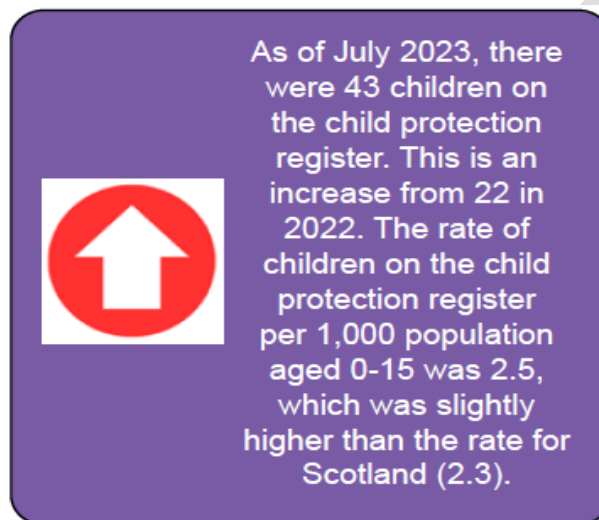 As of July 2023, there
were 43 children on
the child protection
register. This is an
increase from 22 in
2022. The rate of
children on the child
protection register
per 1,000 population
aged 0-15 was 2.5,
which was slightly
higher than the rate for
Scotland (2.3).